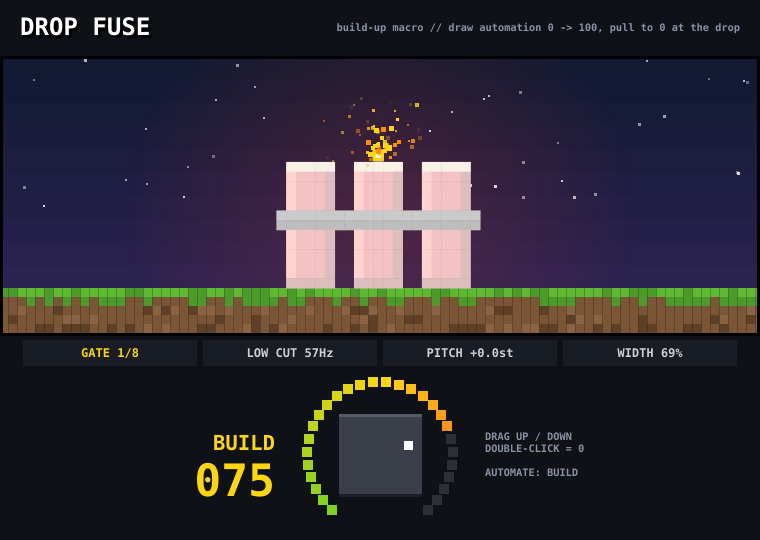 DROP FUSE
build-up macro // draw automation 0 -> 100, pull to 0 at the drop
GATE 1/8
LOW CUT 57Hz
PITCH +0.0st
WIDTH 69%
BUILD
075
DRAG UP / DOWN
DOUBLE-CLICK = 0
AUTOMATE: BUILD